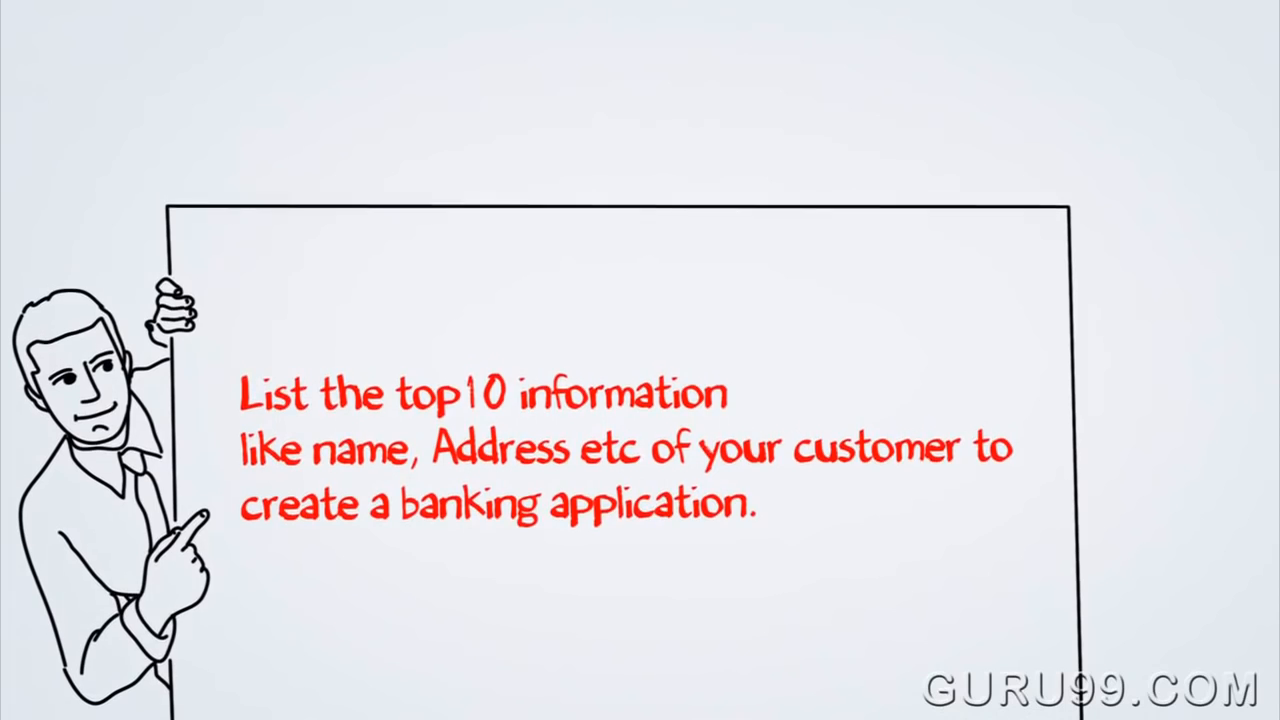 List the top10 information
like name, Address etc of your customer to
create a banking application.
GURU99.COM